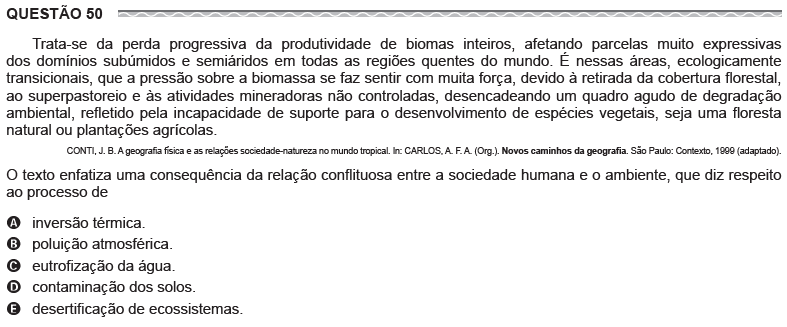 QUESTÃO 50
Trata-se da perda progressiva da produtividade de biomas inteiros, afetando parcelas muito expressivas
dos domínios subúmidos e semiáridos em todas as regiões quentes do mundo. É nessas áreas, ecologicamente
transicionais, que a pressão sobre a biomassa se faz sentir com muita força, devido à retirada da cobertura florestal,
ao superpastoreio e às atividades mineradoras não controladas, desencadeando um quadro agudo de degradação
ambiental, refletido pela incapacidade de suporte para o desenvolvimento de espécies vegetais, seja uma floresta
natural ou plantações agrícolas.
CONTI, J. B. A geografia física e as relações sociedade-natureza no mundo tropical. In: CARLOS, A. F. A. (Org.). Novos caminhos da geografia. São Paulo: Contexto, 1999 (adaptado).
O texto enfatiza uma consequência da relação conflituosa entre a sociedade humana e o ambiente, que diz respeito
ao processo de
A inversão térmica.
B poluição atmosférica.
C eutrofização da água.
D contaminação dos solos.
E desertificação de ecossistemas.